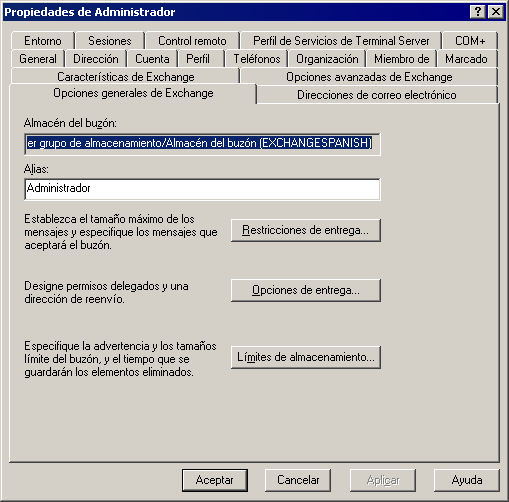 Propiedades de Administrador
Entorno Sesiones Control remoto Perfil de Servicios de Terminal Server COM+
General Dirección Cuenta Perfil Teléfonos Organización Miembro de Marcado
Características de Exchange Opciones avanzadas de Exchange
Opciones generales de Exchange Direcciones de correo electrónico
Almacén del buzón:
er grupo de almacenamiento/Almacén del buzón (EXCHANGESPANISH)
Alias:
Administrador
Establezca el tamaño máximo de los
mensajes y especifique los mensajes que
aceptará el buzón.
Restricciones de entrega...
Designe permisos delegados y una
dirección de reenvío.
Opciones de entrega...
Especifique la advertencia y los tamaños
límite del buzón, y el tiempo que se
guardarán los elementos eliminados.
Límites de almacenamiento...
Aceptar Cancelar Aplicar Ayuda